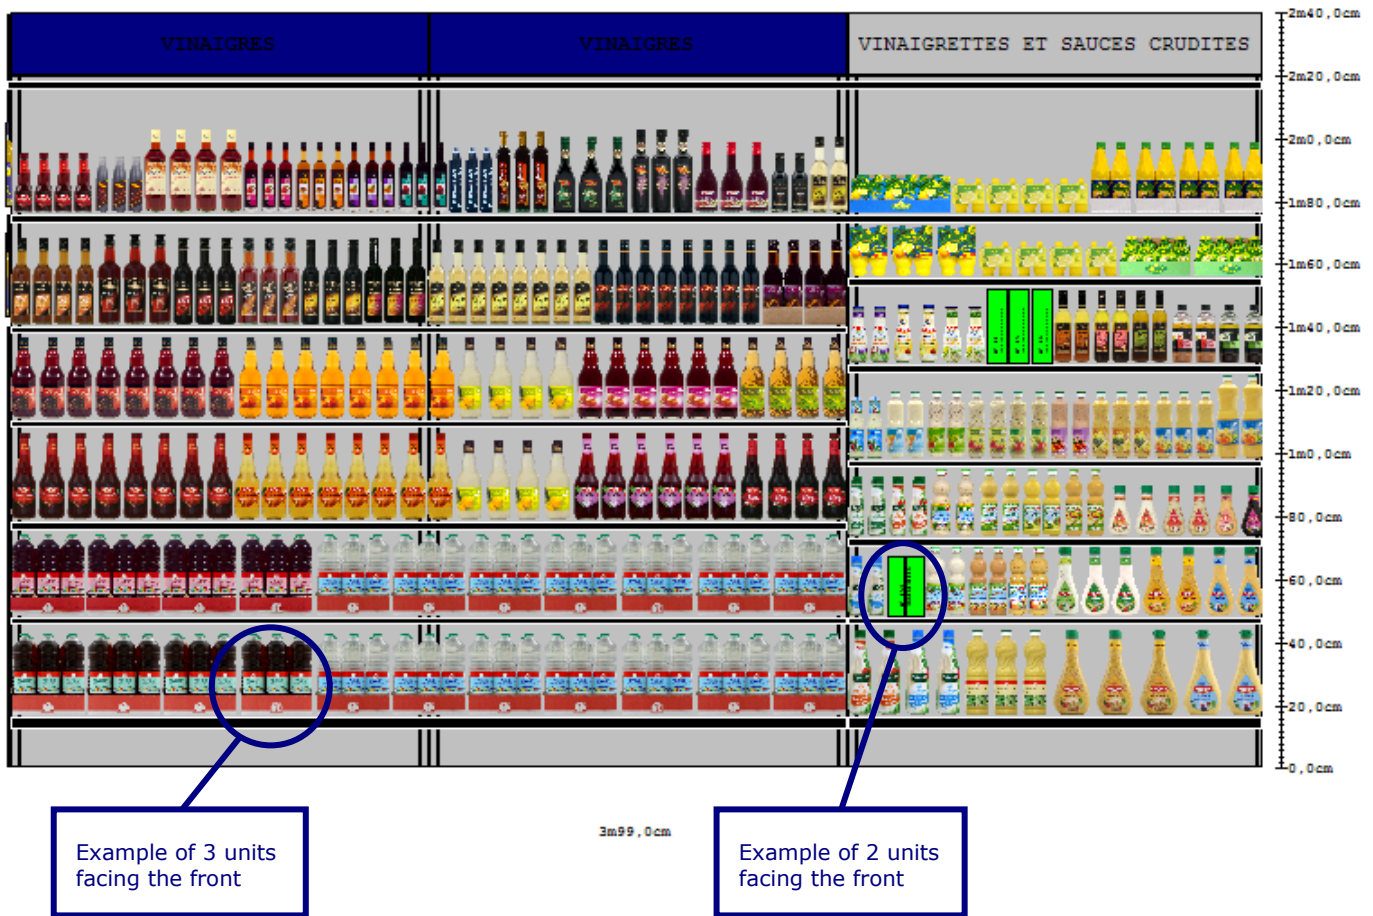 VINAIGRES
VINAIGRES
VINAIGRETTES ET SAUCES CRUDITES
2m40,0cm
2m20,0cm
2m0,0cm
1m80,0cm
1m60,0cm
1m40,0cm
1m20,0cm
1m0,0cm
80,0cm
60,0cm
40,0cm
20,0cm
0,0cm
3m99,0cm
Example of 3 units
facing the front
Example of 2 units
facing the front